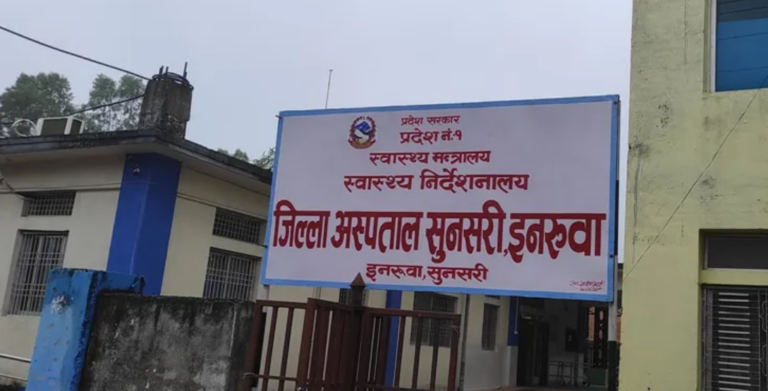 प्रदेश सरकार
प्रदेश नं.१
स्वास्थ्य मन्त्रालय
स्वास्थ्य निर्देशनालय
जिल्ला अस्पताल सुनसरी,इनरुवा
इनरूवा,सुनसरी